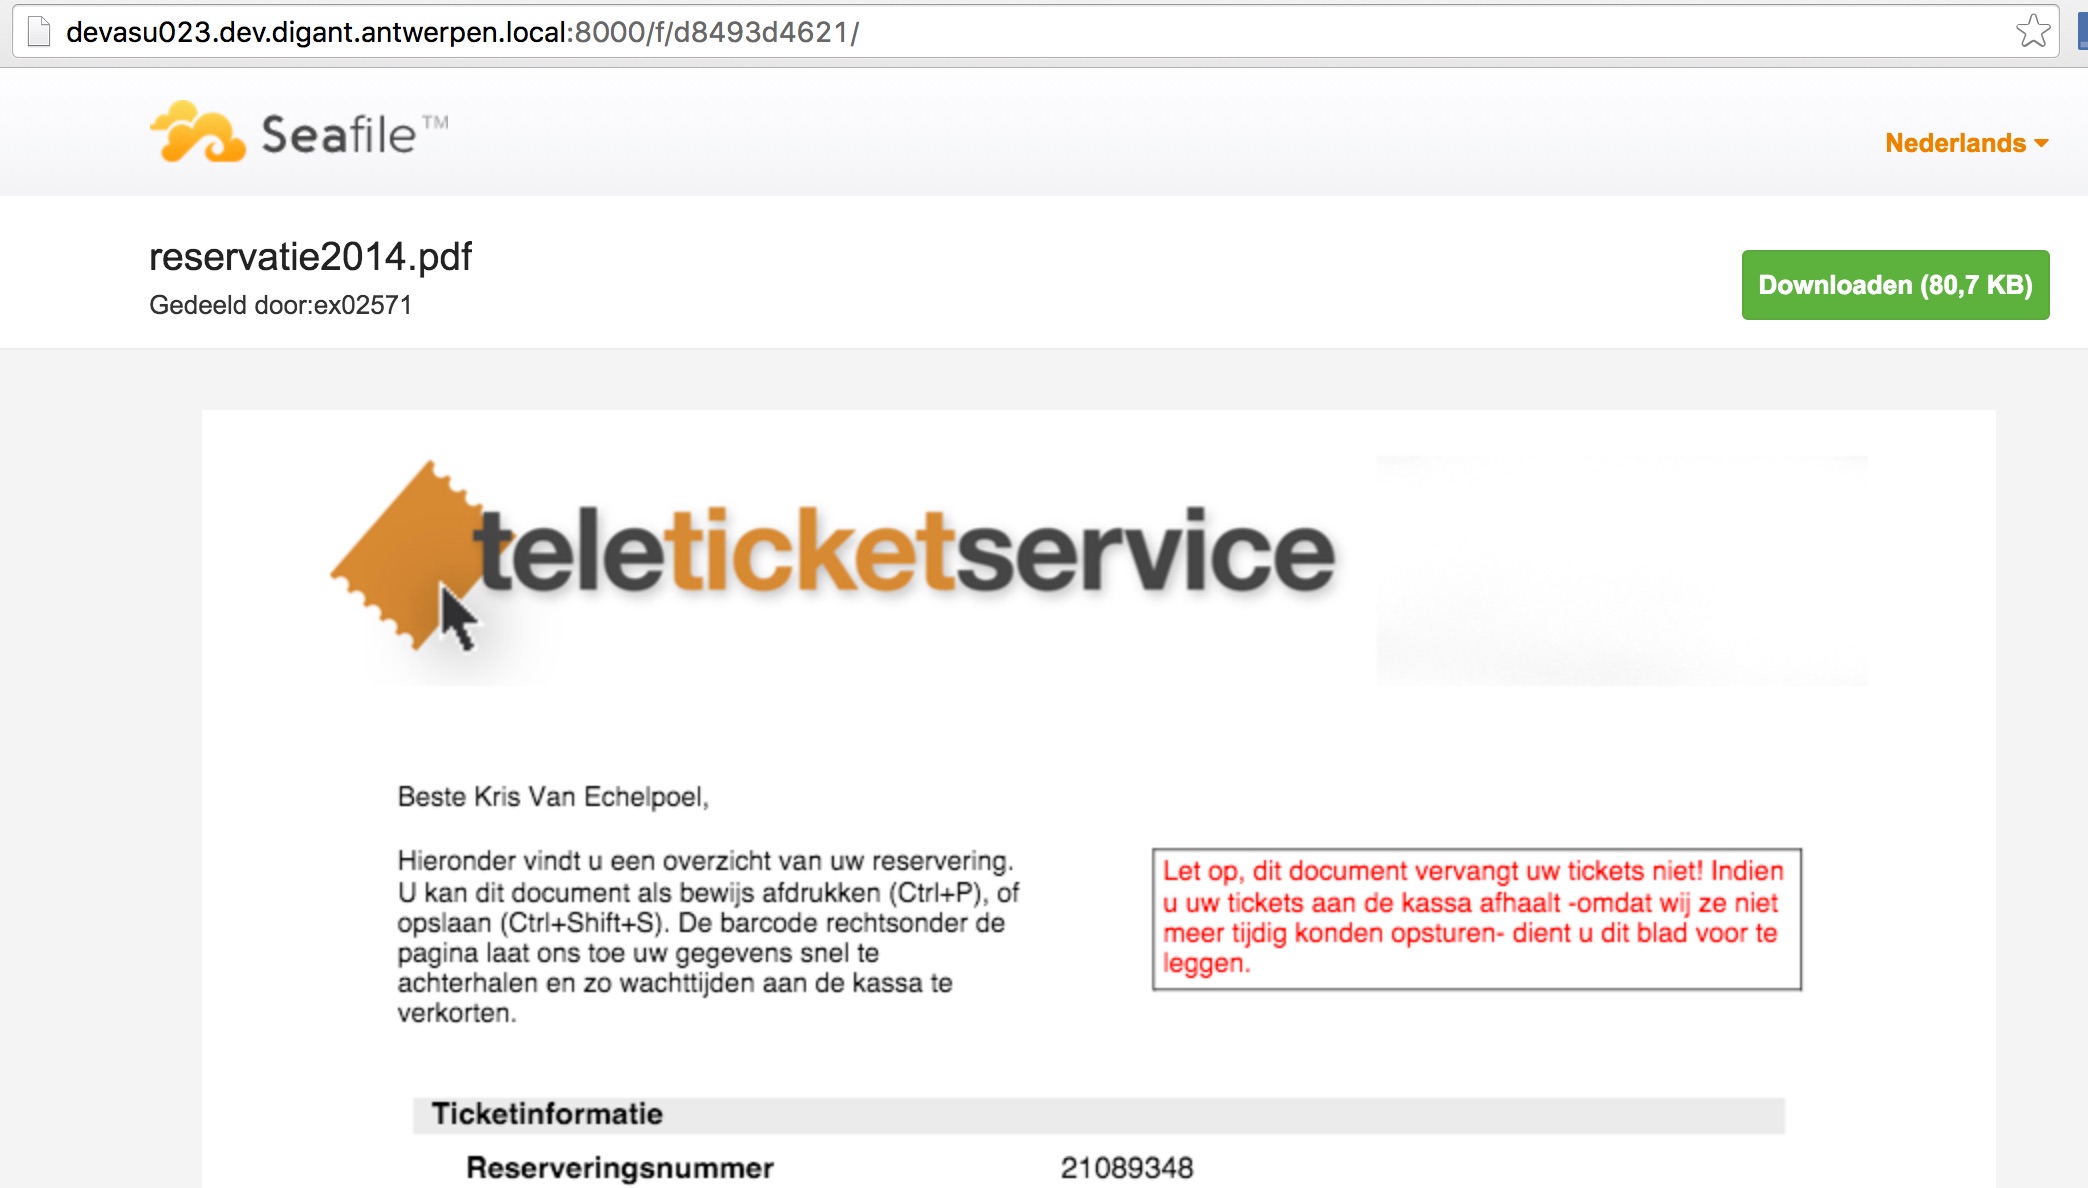 devasu023.dev.digant.antwerpen.local:8000/f/d8493d4621/
Seafile™
Nederlands
reservatie2014.pdf
Gedeeld door:ex02571
Downloaden (80,7 KB)
teleticketservice
Beste Kris Van Echelpoel,
Hieronder vindt u een overzicht van uw reservering.
U kan dit document als bewijs afdrukken (Ctrl+P), of
opslaan (Ctrl+Shift+S). De barcode rechtsonder de
pagina laat ons toe uw gegevens snel te
achterhalen en zo wachttijden aan de kassa te
verkorten.
Let op, dit document vervangt uw tickets niet! Indien
u uw tickets aan de kassa afhaalt -omdat wij ze niet
meer tijdig konden opsturen- dient u dit blad voor te
leggen.
Ticketinformatie
Reserveringsnummer 21089348